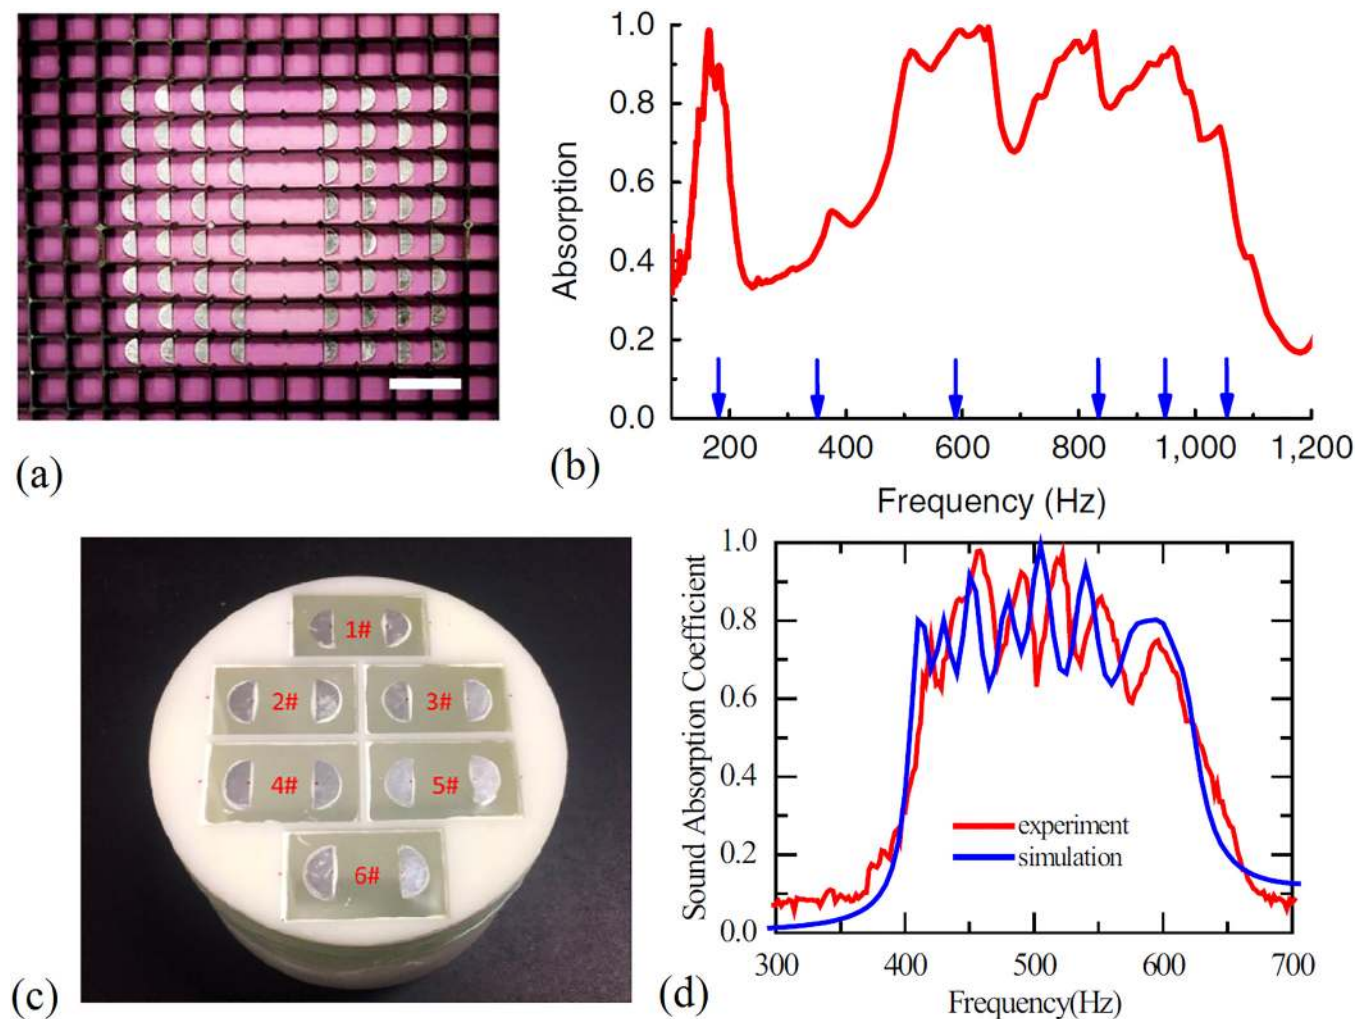 (a)
1.0
0.8
0.6
0.4
0.2
0.0
Absorption
200
400
600
800
1,000
1,200
Frequency (Hz)
(b)
1#
2#
3#
4#
5#
6#
(c)
1.0
0.8
0.6
0.4
0.2
0.0
Sound Absorption Coefficient
experiment
simulation
300
400
500
600
700
Frequency(Hz)
(d)